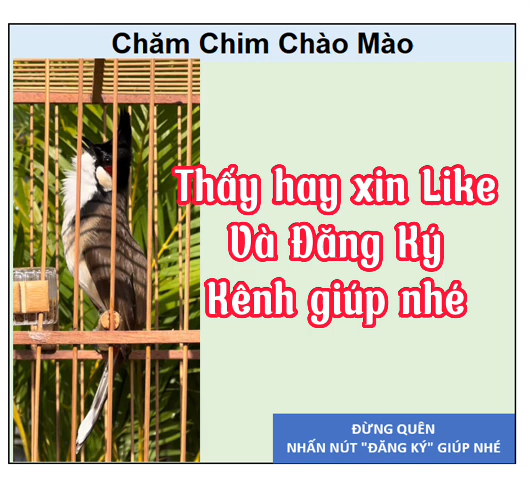 Chăm Chim Chào Mào
Thấy hay xin Like
Và Đăng Ký
Kênh giúp nhé
ĐỪNG QUÊN
NHẤN NÚT "ĐĂNG KÝ" GIÚP NHÉ